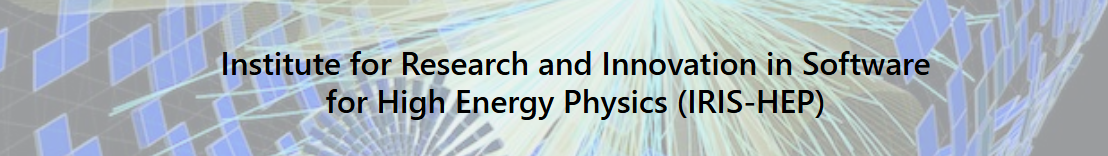 Institute for Research and Innovation in Software
for High Energy Physics (IRIS-HEP)